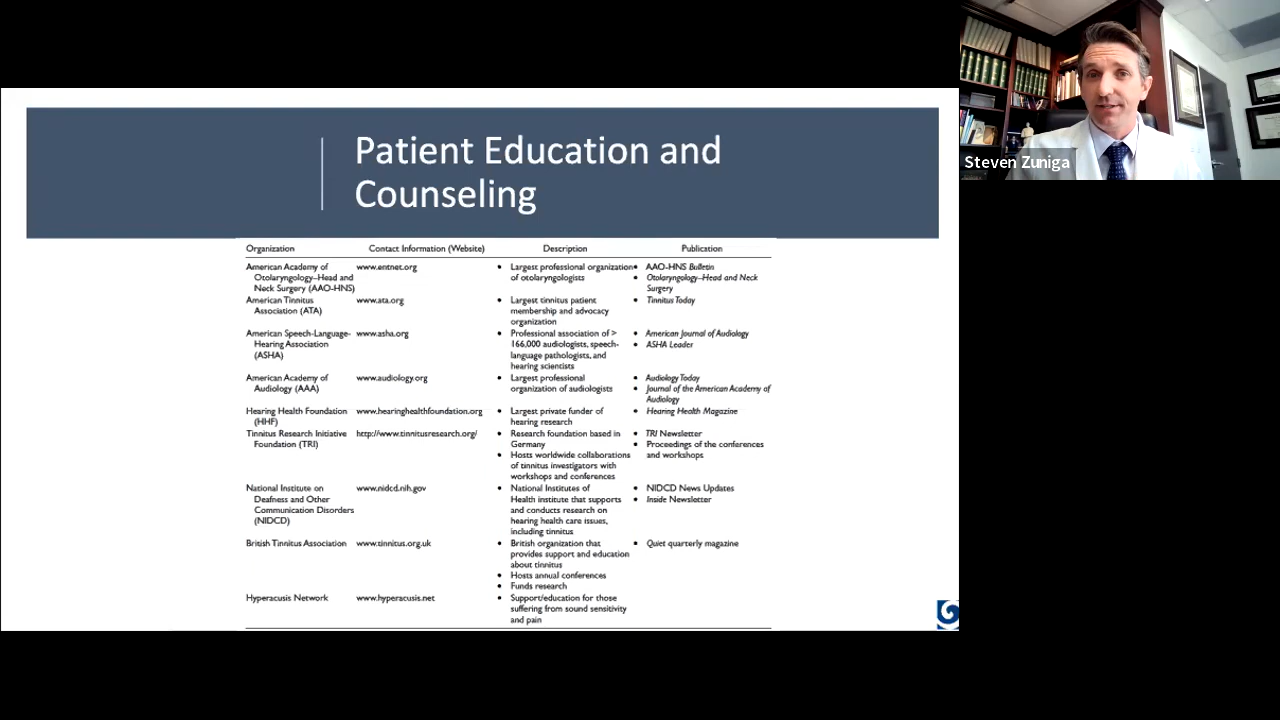 Patient Education and
Counseling
Steven Zuniga
Organization Contact Information (Website) Description Publication
American Academy of
Otolaryngology–Head and
Neck Surgery (AAO-HNS)
www.entnet.org
• Largest professional organization
of otolaryngologists
• AAO-HNS Bulletin
• Otolaryngology–Head and Neck
Surgery
American Tinnitus
Association (ATA)
www.ata.org
• Largest tinnitus patient
membership and advocacy
organization
• Tinnitus Today
American Speech-Language-
Hearing Association
(ASHA)
www.asha.org
• Professional association of >
166,000 audiologists, speech-
language pathologists, and
hearing scientists
• American Journal of Audiology
• ASHA Leader
American Academy of
Audiology (AAA)
www.audiology.org
• Largest professional
organization of audiologists
• Audiology Today
• Journal of the American Academy of
Audiology
Hearing Health Foundation
(HHF)
www.hearinghealthfoundation.org
• Largest private funder of
hearing research
• Hearing Health Magazine
Tinnitus Research Initiative
Foundation (TRI)
http://www.tinnitusresearch.org/
• Research foundation based in
Germany
• Hosts worldwide collaborations
of tinnitus investigators with
workshops and conferences
• TRI Newsletter
• Proceedings of the conferences
and workshops
National Institute on
Deafness and Other
Communication Disorders
(NIDCD)
www.nidcd.nih.gov
• National Institutes of
Health institute that supports
and conducts research on
hearing health care issues,
including tinnitus
• NIDCD News Updates
• Inside Newsletter
British Tinnitus Association
www.tinnitus.org.uk
• British organization that
provides support and education
about tinnitus
• Hosts annual conferences
• Funds research
• Quiet quarterly magazine
Hyperacusis Network
www.hyperacusis.net
• Support/education for those
suffering from sound sensitivity
and pain